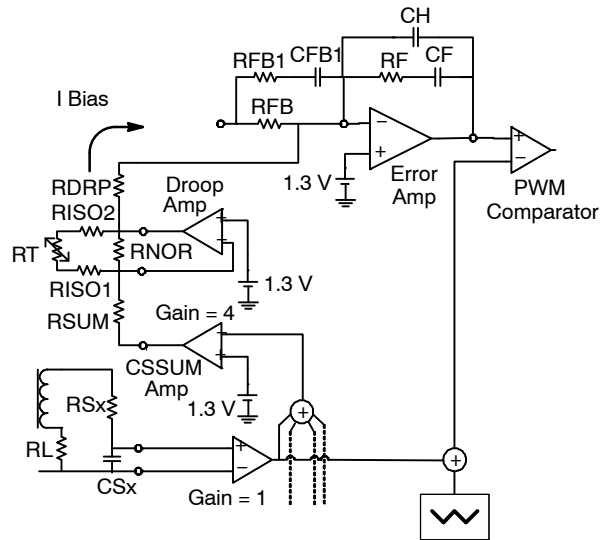 CH
RFB1 CFB1 RF CF
I Bias
RFB
−
+
Error
Amp
1.3 V
+
−
PWM
Comparator
RDRP
Droop
Amp
RISO2
RT
RNOR
RISO1
1.3 V
RSUM
Gain = 4
CSSUM
Amp
1.3 V
RSx
RL
CSx
+
−
Gain = 1
+
+